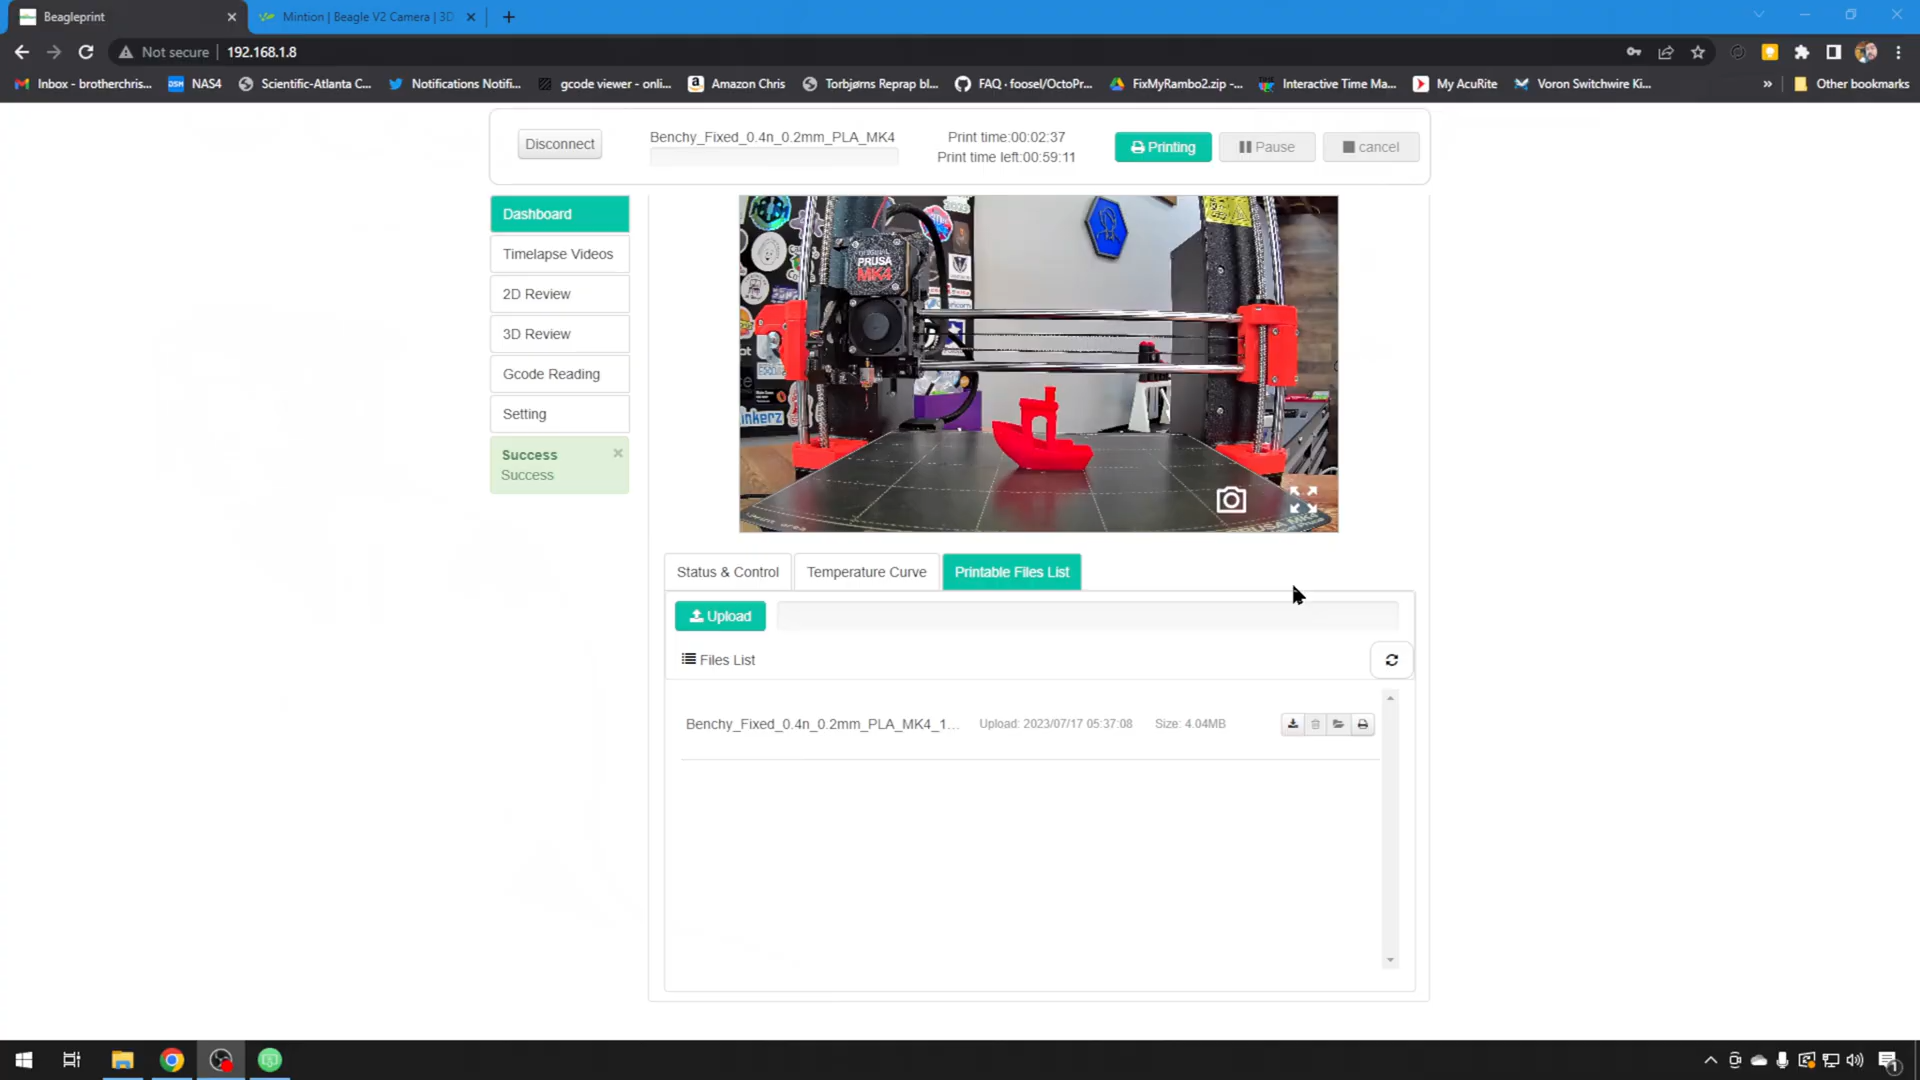 Beagleprint
Mintion | Beagle V2 Camera | 3D
Not secure
192.168.1.8
Inbox - brotherchris...
NAS4
Scientific-Atlanta C...
Notifications Notifi...
gcode viewer - onli...
Amazon Chris
Torbjørns Reprap bl...
FAQ · foosel/OctoPr...
FixMyRambo2.zip -...
Interactive Time Ma...
My AcuRite
Voron Switchwire Ki...
»
Other bookmarks
Disconnect
Benchy_Fixed_0.4n_0.2mm_PLA_MK4
Print time:00:02:37
Print time left:00:59:11
Printing
Pause
cancel
Dashboard
Timelapse Videos
2D Review
3D Review
Gcode Reading
Setting
Success
Success
PRUSA
MK4
PRUSA MK4
Status & Control
Temperature Curve
Printable Files List
Upload
Files List
Benchy_Fixed_0.4n_0.2mm_PLA_MK4_1...
Upload: 2023/07/17 05:37:08
Size: 4.04MB
1